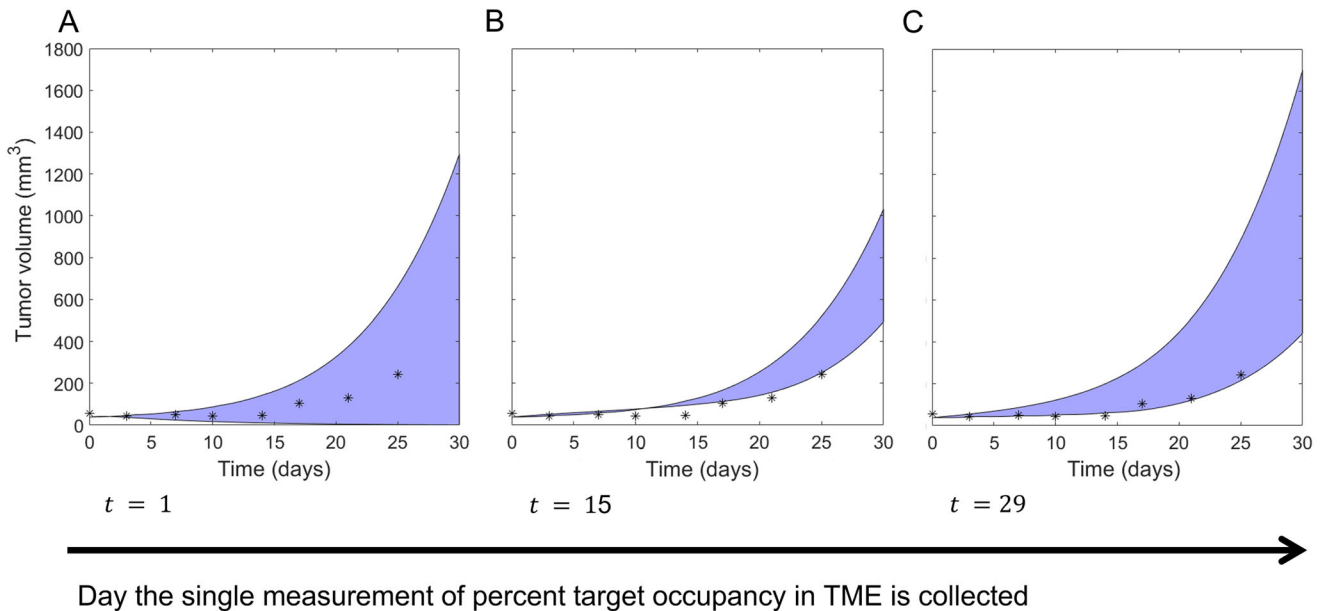 A
B
C
Tumor volume (mm³)
1800
1600
1400
1200
1000
800
600
400
200
0
0 5 10 15 20 25 30
0 5 10 15 20 25 30
0 5 10 15 20 25 30
Time (days)
Time (days)
Time (days)
t = 1
t = 15
t = 29
Day the single measurement of percent target occupancy in TME is collected